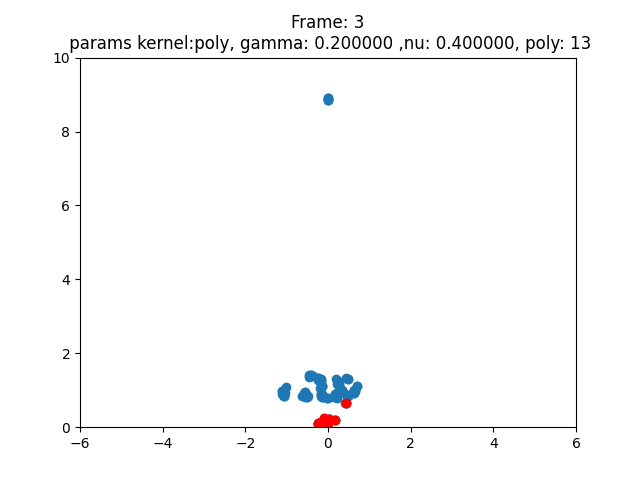 Frame: 3
params kernel:poly, gamma: 0.200000 ,nu: 0.400000, poly: 13
10
8
6
4
2
0
−6 −4 −2 0 2 4 6